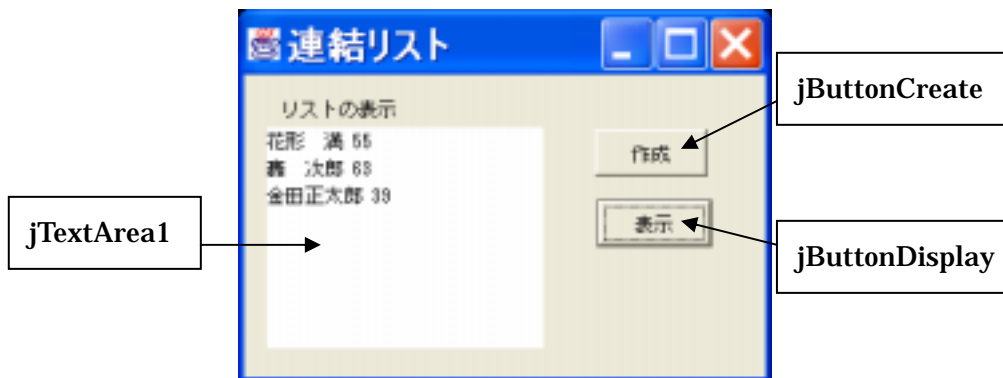 連結リスト
リストの表示
花形　満 55
轟　次郎 63
金田正太郎 39
作成
表示
jButtonCreate
jTextArea1
jButtonDisplay